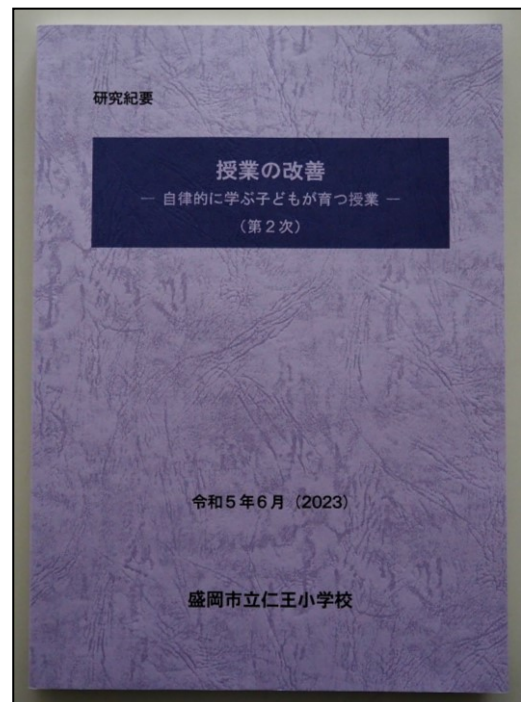 研究紀要
授業の改善
― 自律的に学ぶ子どもが育つ授業 ―
（第２次）
令和５年６月（2023）
盛岡市立仁王小学校